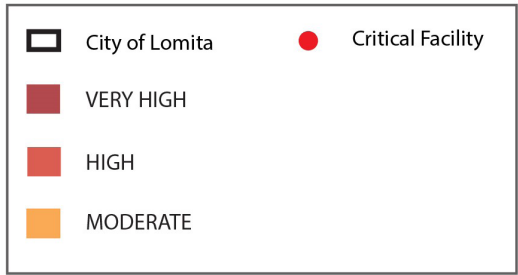 City of Lomita
Critical Facility
VERY HIGH
HIGH
MODERATE